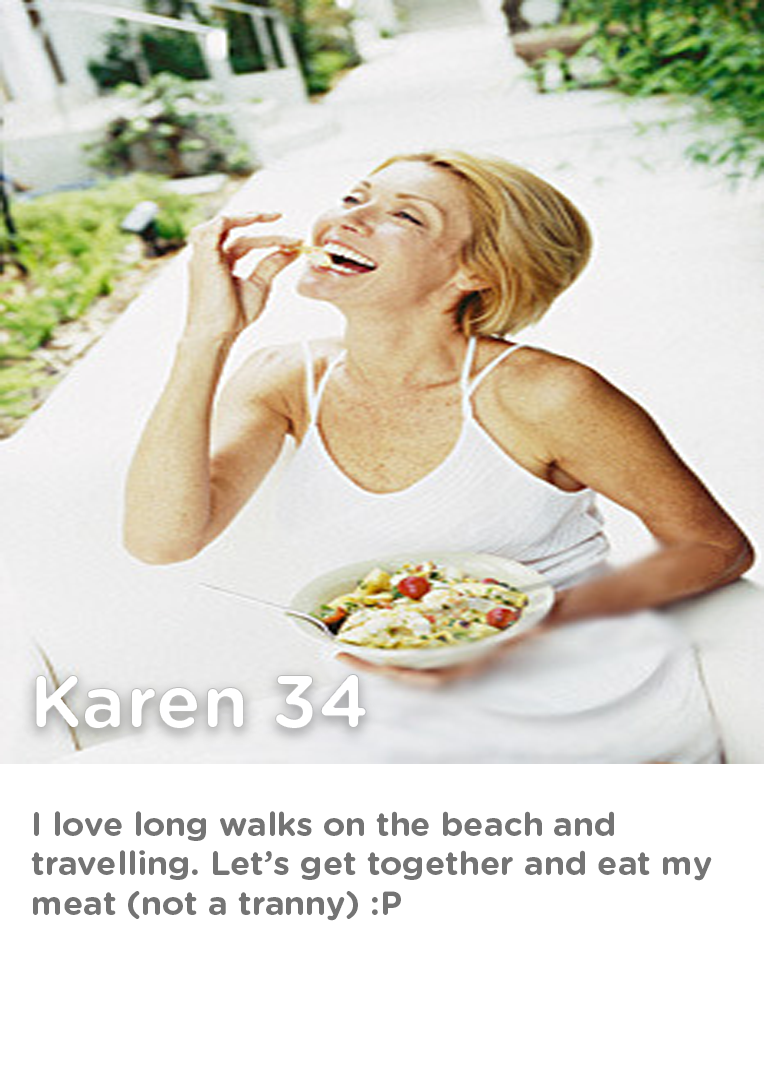 Karen 34
I love long walks on the beach and
travelling. Let’s get together and eat my
meat (not a tranny) :P